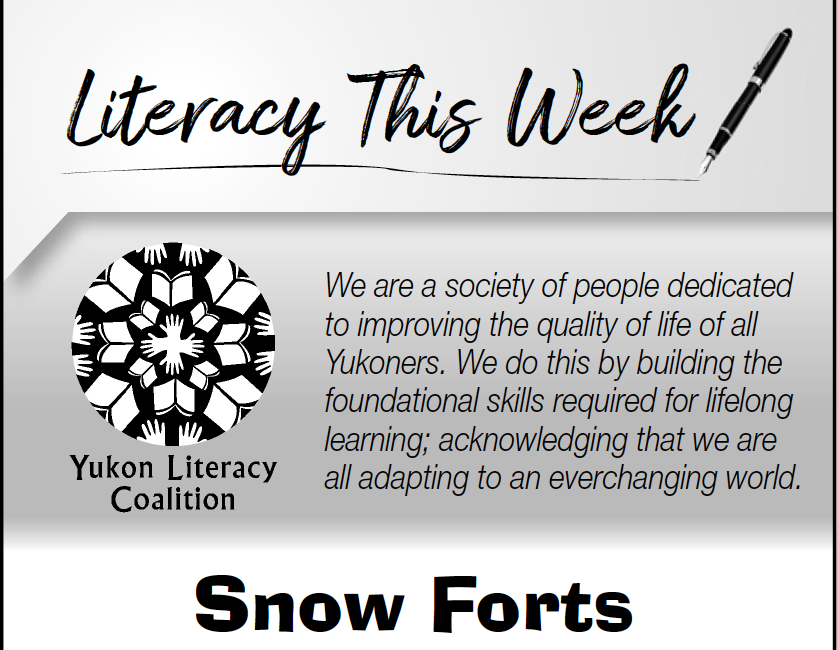 Literacy This Week
We are a society of people dedicated
to improving the quality of life of all
Yukoners. We do this by building the
foundational skills required for lifelong
learning; acknowledging that we are
all adapting to an everchanging world.
Yukon Literacy
Coalition
Snow Forts